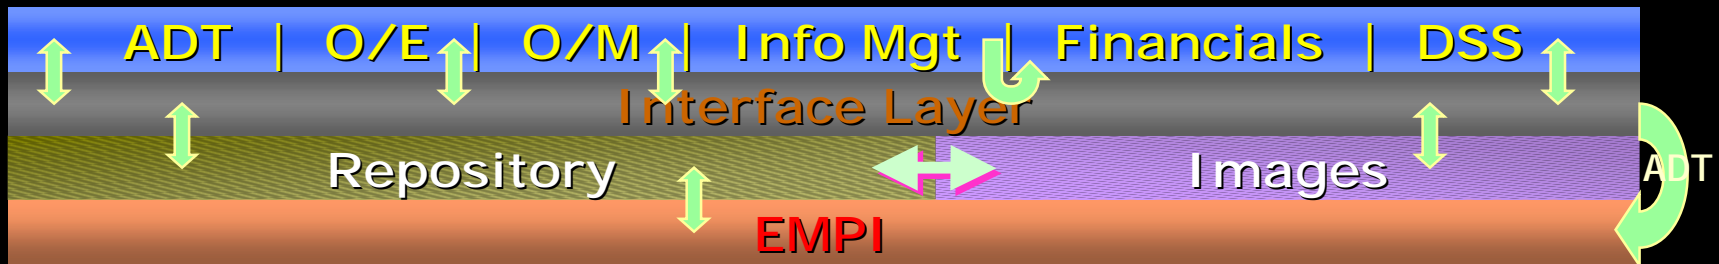 ADT | O/E | O/M | Info Mgt | Financials | DSS
Interface Layer
Repository Images
ADT
EMPI